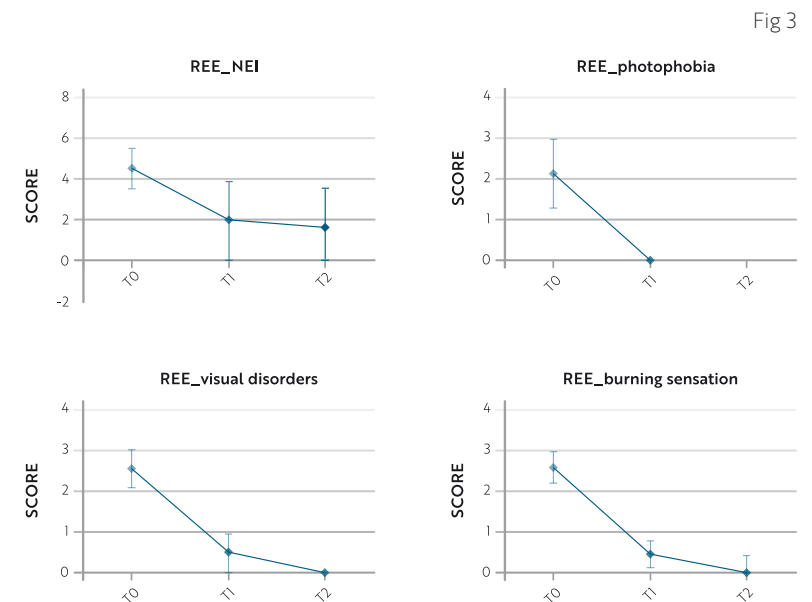 Fig 3
REE_NEI
8
6
4
2
0
-2
SCORE
T0
T1
T2
REE_photophobia
4
3
2
1
0
SCORE
T0
T1
T2
REE_visual disorders
4
3
2
1
0
SCORE
T0
T1
T2
REE_burning sensation
4
3
2
1
0
SCORE
T0
T1
T2